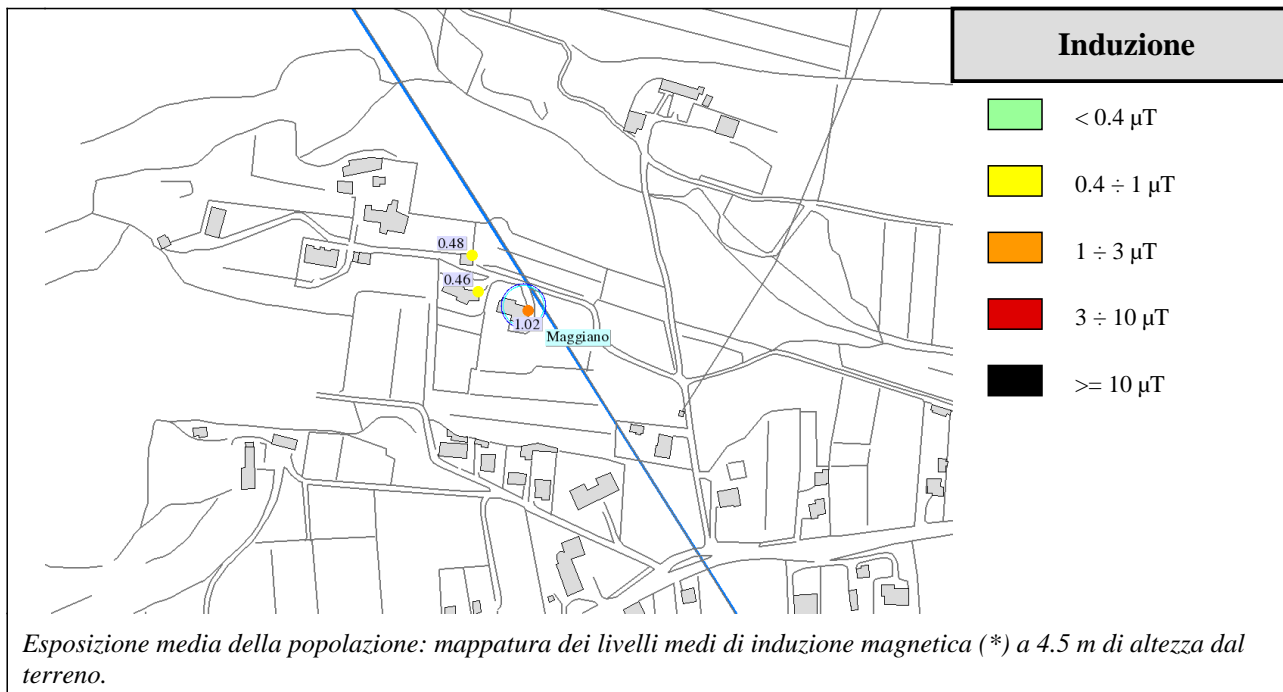 Induzione
< 0.4 µT
0.4 ÷ 1 µT
1 ÷ 3 µT
3 ÷ 10 µT
>= 10 µT
0.48
0.46
1.02
Maggiano
Esposizione media della popolazione: mappatura dei livelli medi di induzione magnetica (*) a 4.5 m di altezza dal
terreno.